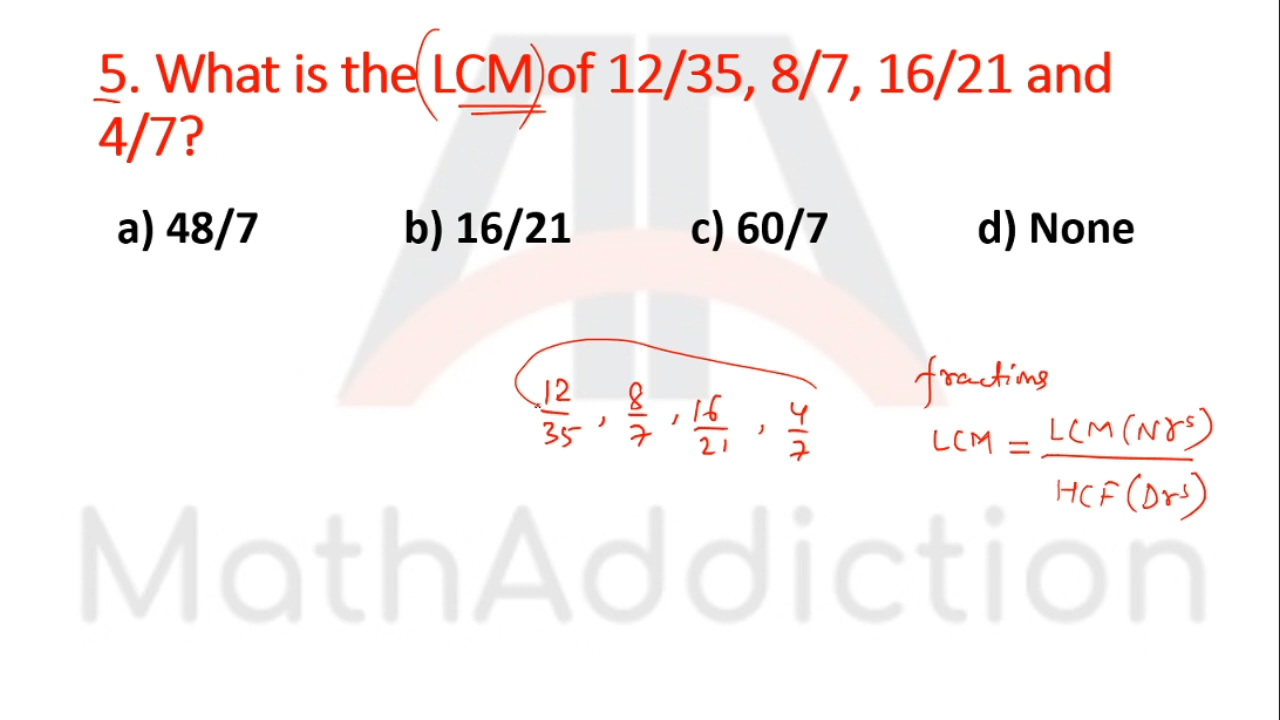 5. What is the (LCM) of 12/35, 8/7, 16/21 and
4/7?
a) 48/7 b) 16/21 c) 60/7 d) None
12/35 , 8/7 , 16/21 , 4/7
fractions
LCM = LCM(Nrs)/HCF(Drs)
MathAddiction